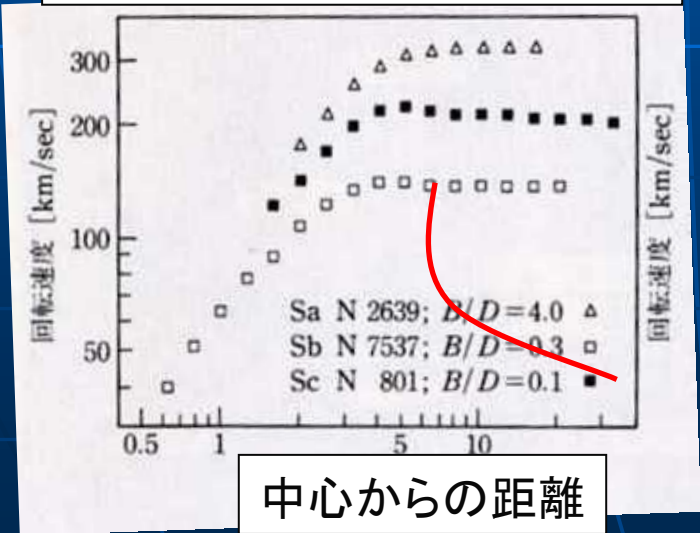 回転速度 [km/sec]
300
200
100
50
Sa N 2639; B/D=4.0 △
Sb N 7537; B/D=0.3 □
Sc N 801; B/D=0.1 ■
0.5 1 5 10
回転速度 [km/sec]
中心からの距離